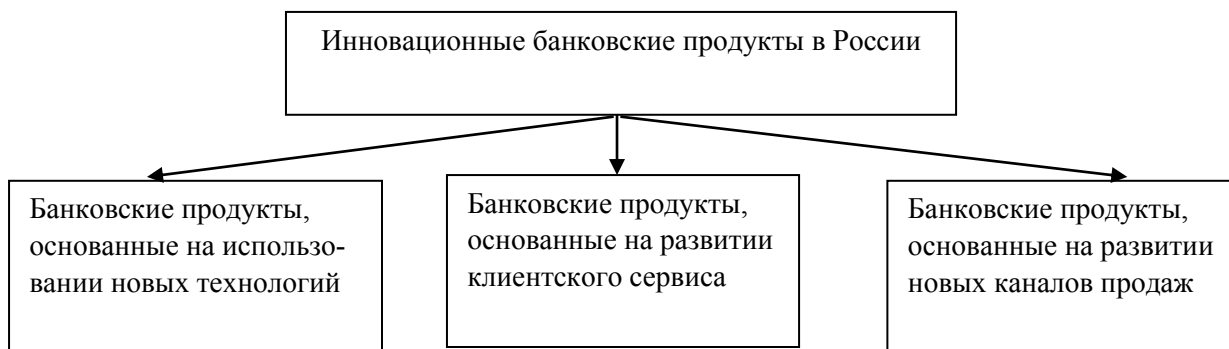 Инновационные банковские продукты в России
Банковские продукты,
основанные на использо-
вании новых технологий
Банковские продукты,
основанные на развитии
клиентского сервиса
Банковские продукты,
основанные на развитии
новых каналов продаж